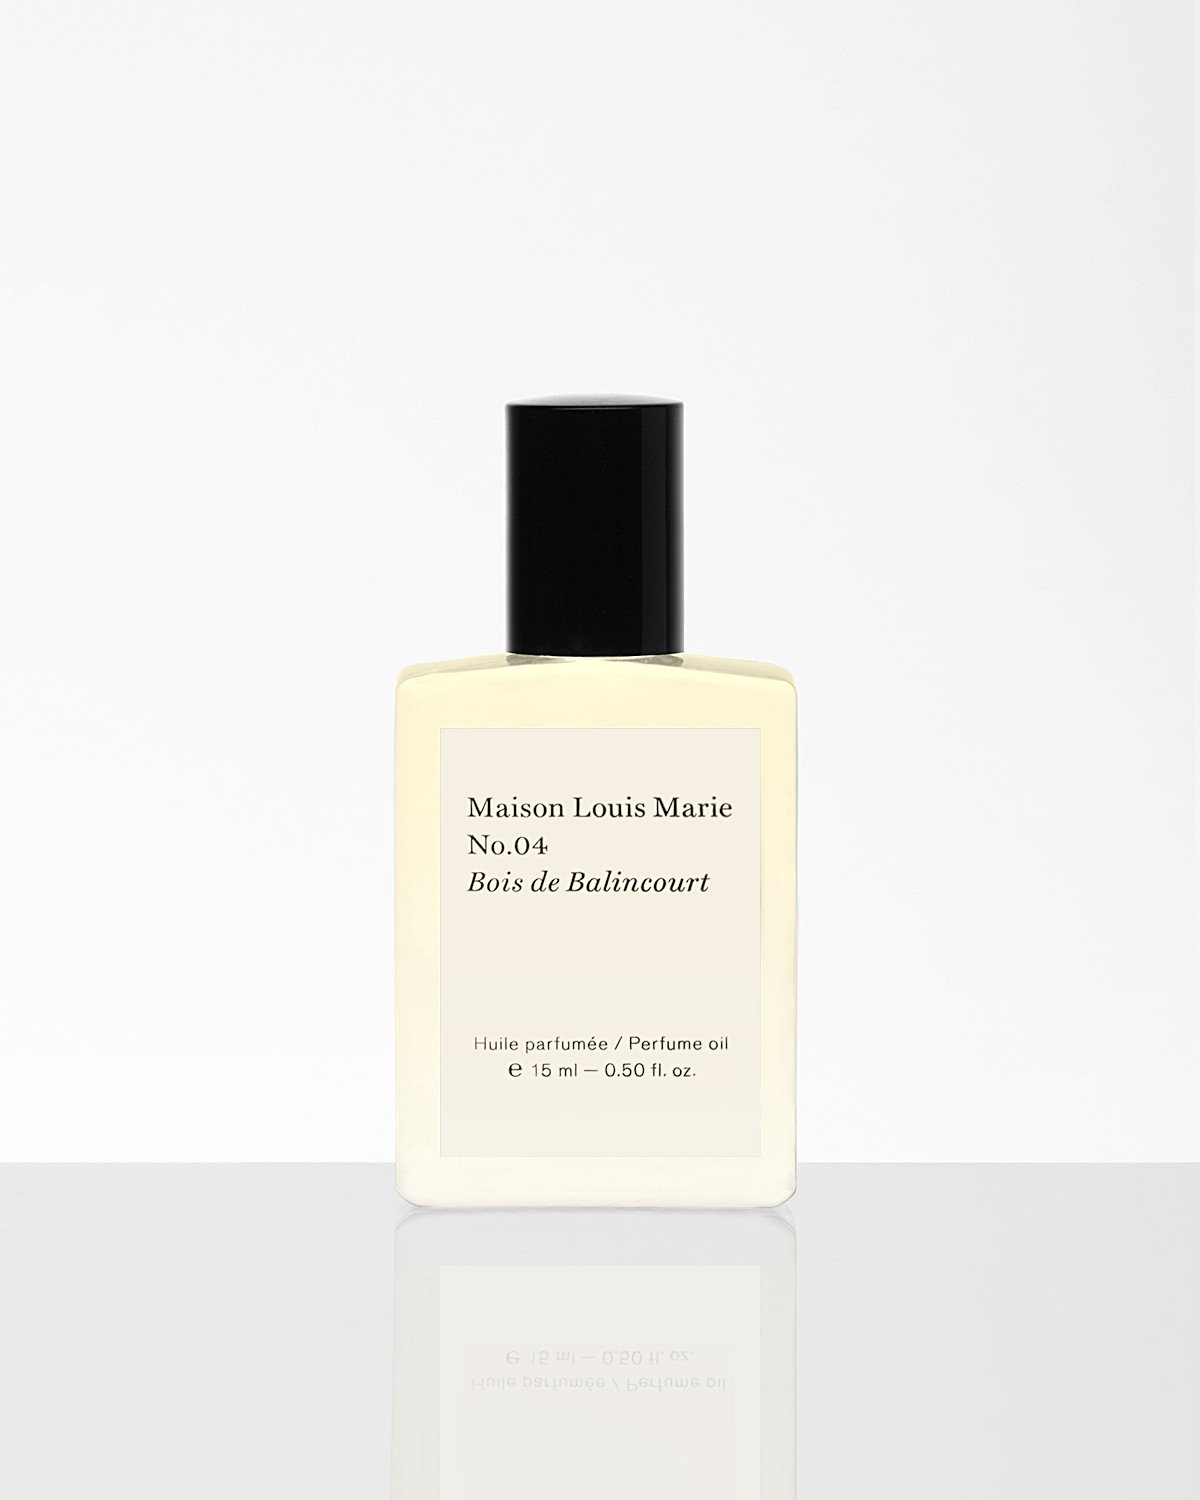 Maison Louis Marie
No.04
Bois de Balincourt
Huile parfumée / Perfume oil
℮ 15 ml – 0.50 fl. oz.